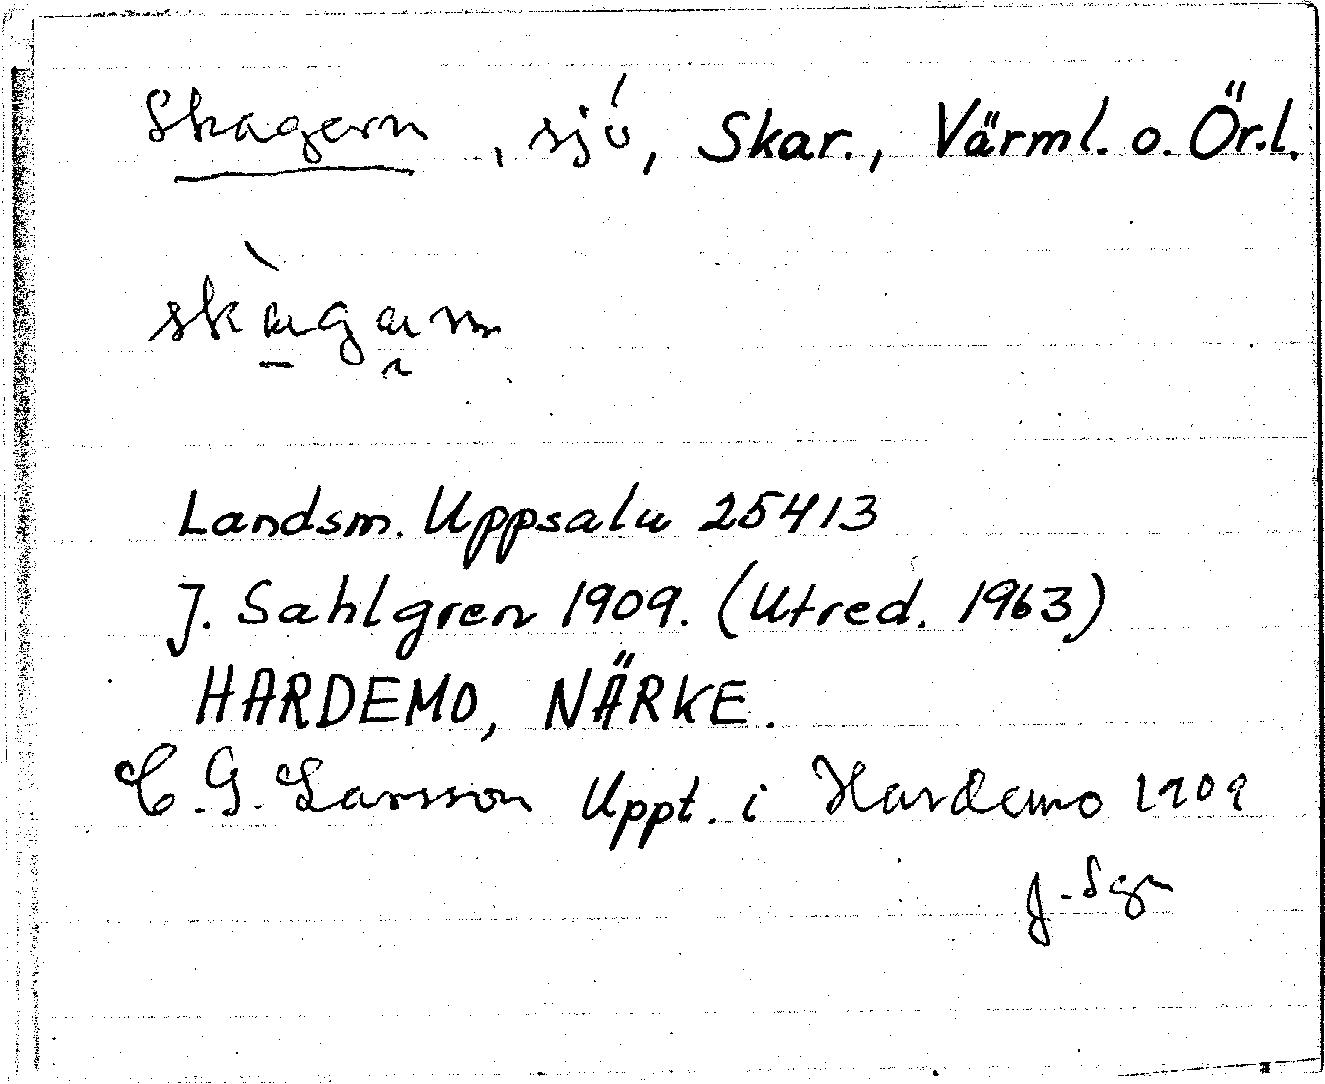 Skagern, sjö, Skar., Värml. o. Ör.l.
skàgarn
Landsm. Uppsala 25413
J. Sahlgren 1909. (Utred. 1963)
HARDEMO, NÄRKE.
C. G. Larsson Uppt. i Hardemo 1909
J. Sgn